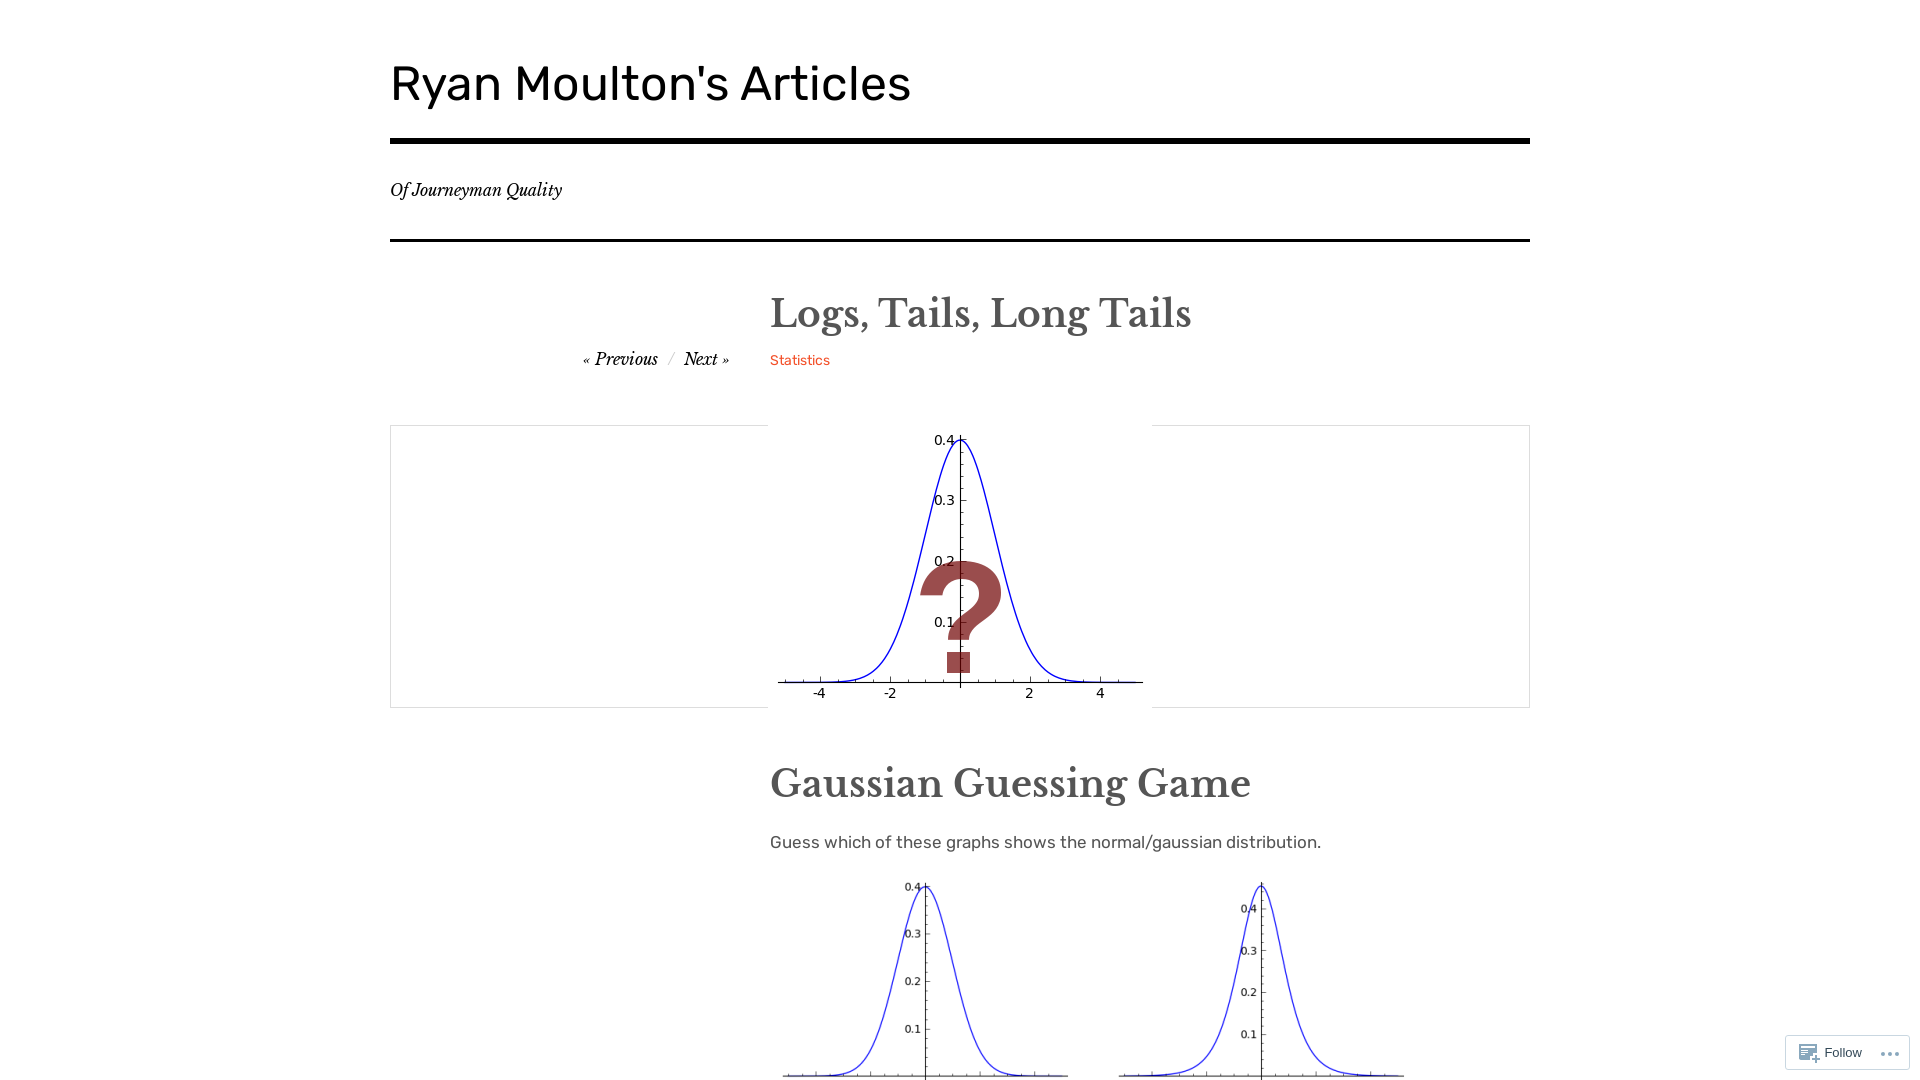 Ryan Moulton's Articles
Of Journeyman Quality
Logs, Tails, Long Tails
« Previous / Next »
Statistics
0.4
0.3
0.2
0.1
-4 -2 2 4
?
Gaussian Guessing Game
Guess which of these graphs shows the normal/gaussian distribution.
0.4
0.3
0.2
0.1
0.4
0.3
0.2
0.1
Follow